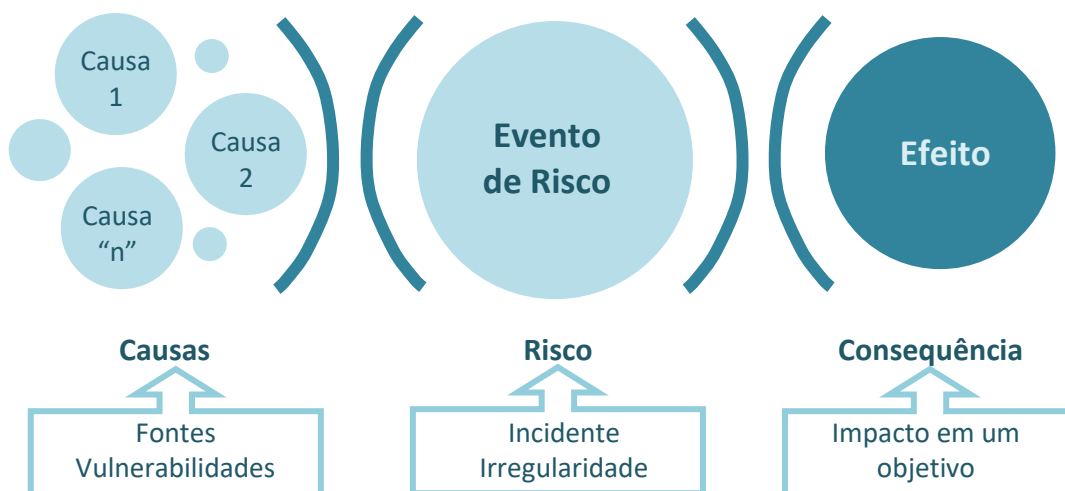 Causa
1
Causa
2
Causa
“n”
Evento
de Risco
Efeito
Causas
Risco
Consequência
Fontes
Vulnerabilidades
Incidente
Irregularidade
Impacto em um
objetivo